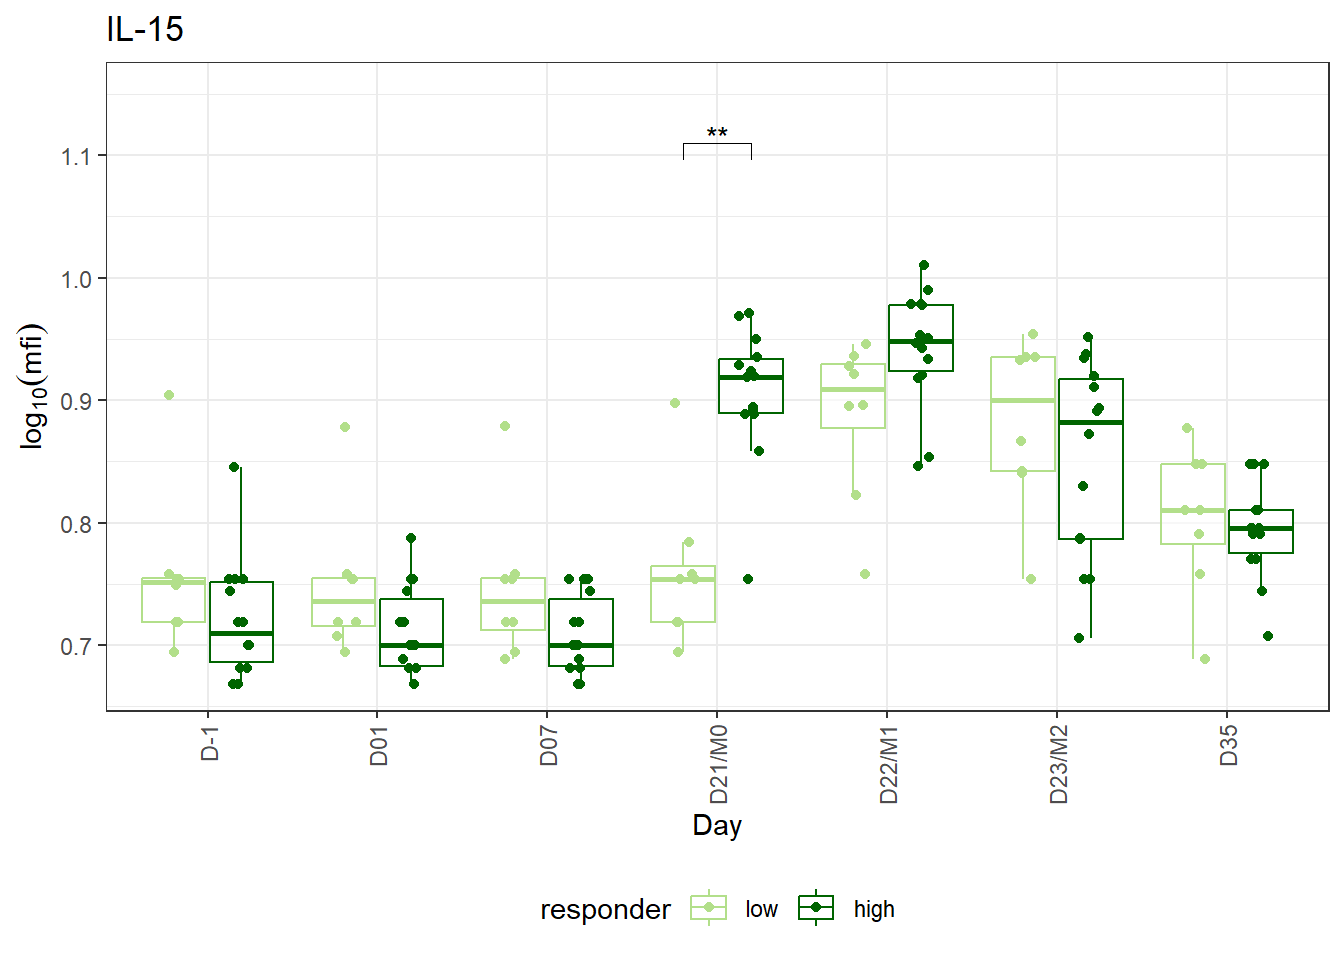 IL-15
**
1.1
1.0
0.9
0.8
0.7
log10(mfi)
D-1
D01
D07
D21/M0
D22/M1
D23/M2
D35
Day
responder low high